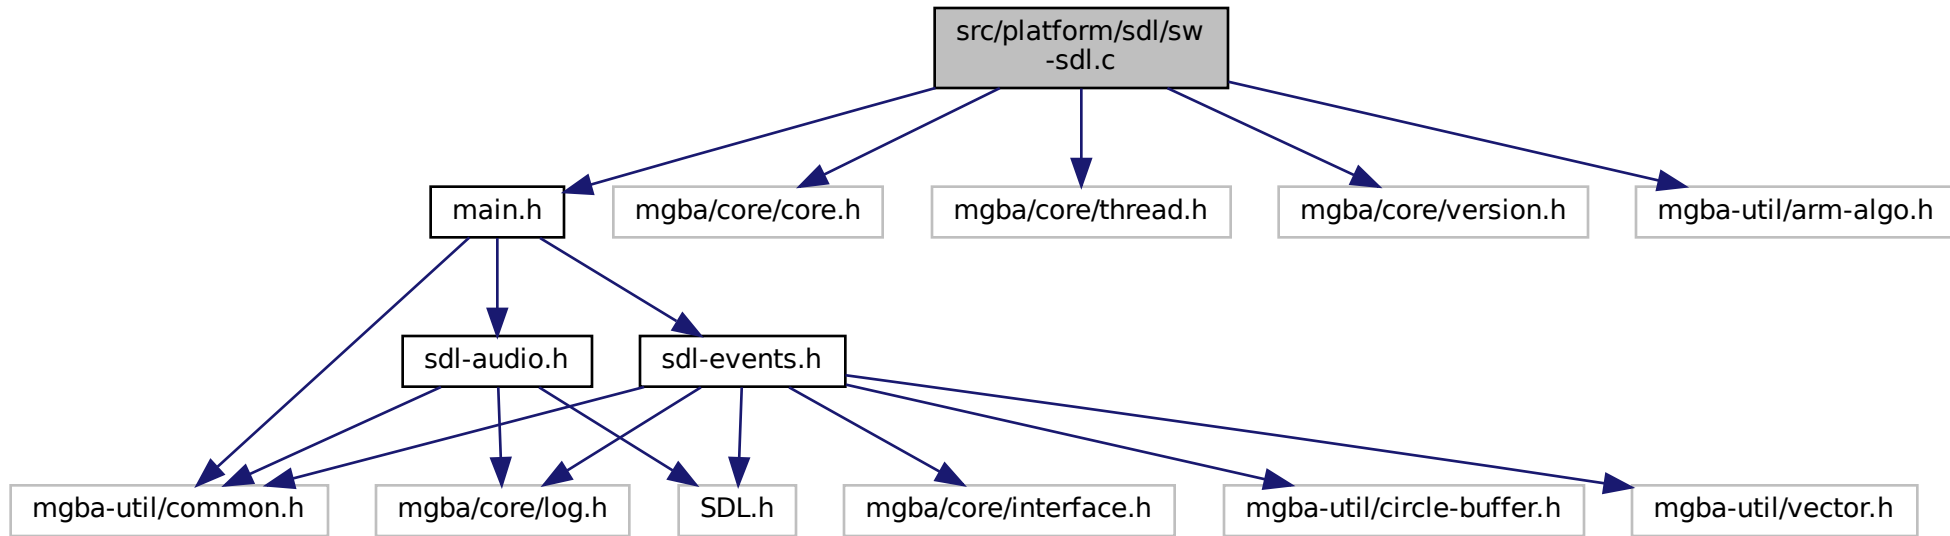 src/platform/sdl/sw
-sdl.c
main.h
mgba/core/core.h
mgba/core/thread.h
mgba/core/version.h
mgba-util/arm-algo.h
sdl-audio.h
sdl-events.h
mgba-util/common.h
mgba/core/log.h
SDL.h
mgba/core/interface.h
mgba-util/circle-buffer.h
mgba-util/vector.h